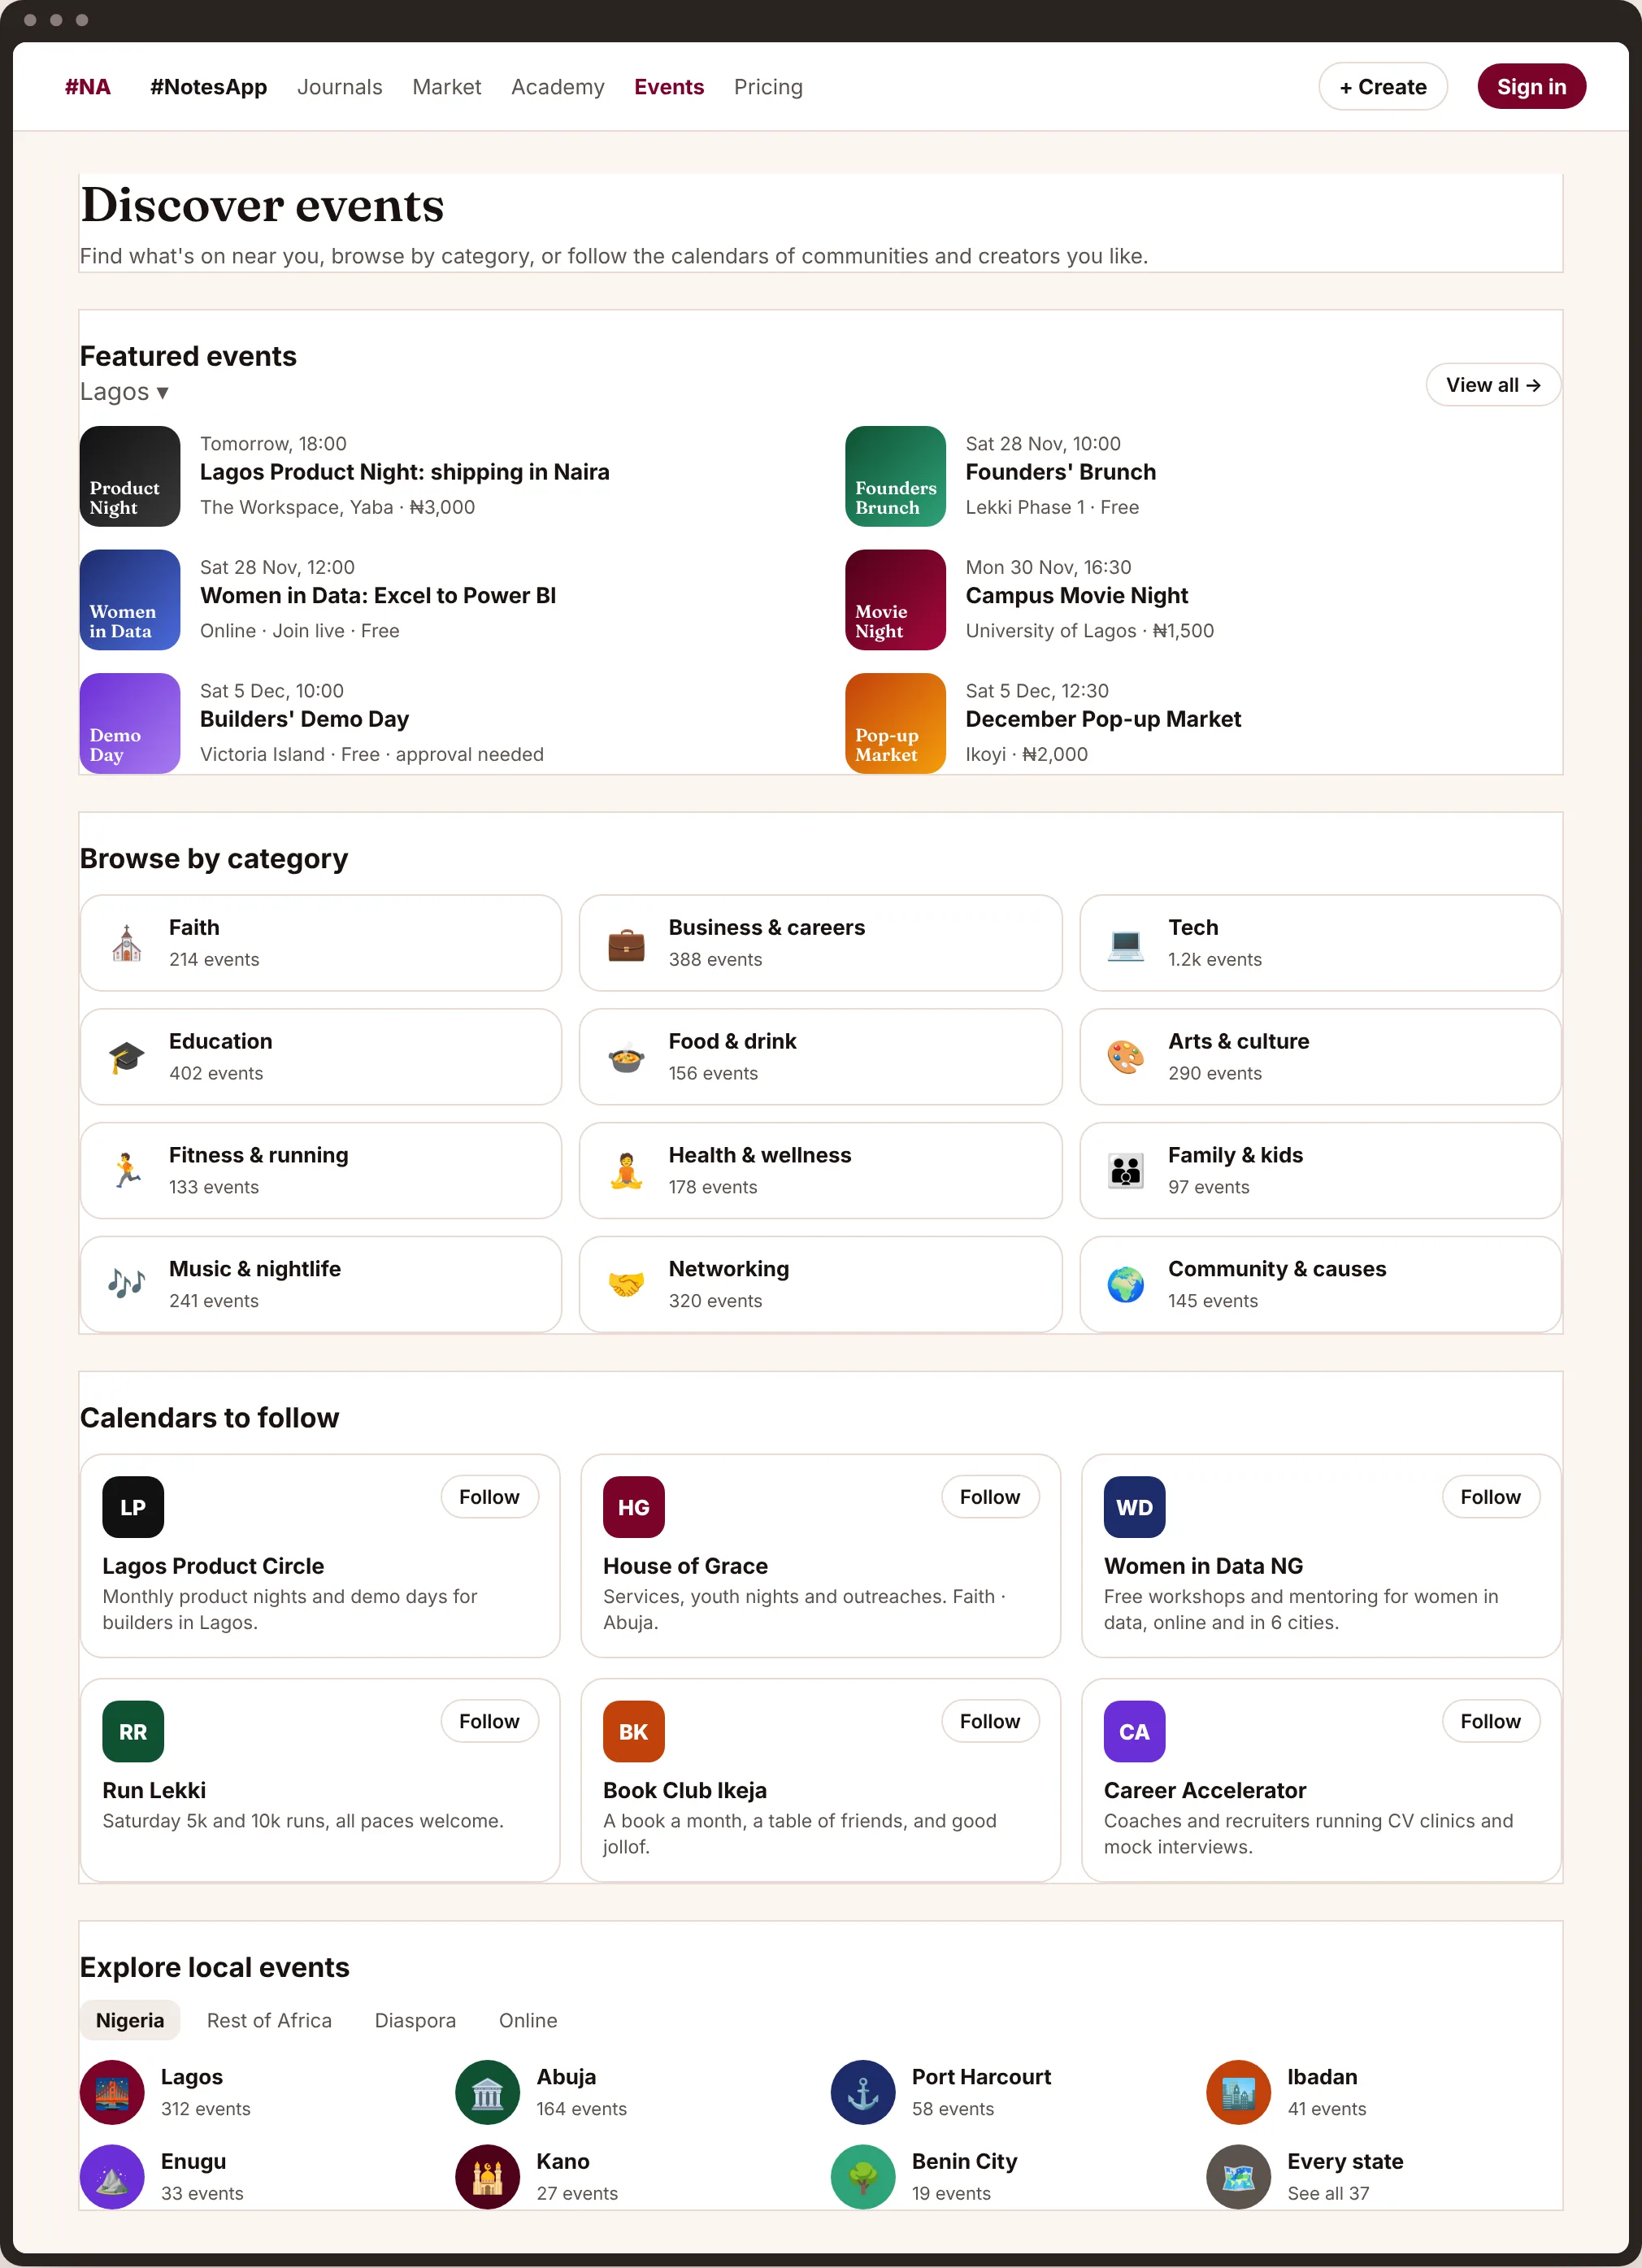 #NA #NotesApp Journals Market Academy Events Pricing + Create Sign in
Discover events
Find what's on near you, browse by category, or follow the calendars of communities and creators you like.
Featured events
Lagos ▾
View all →
Product
Night
Tomorrow, 18:00
Lagos Product Night: shipping in Naira
The Workspace, Yaba · ₦3,000
Founders
Brunch
Sat 28 Nov, 10:00
Founders' Brunch
Lekki Phase 1 · Free
Women
in Data
Sat 28 Nov, 12:00
Women in Data: Excel to Power BI
Online · Join live · Free
Movie
Night
Mon 30 Nov, 16:30
Campus Movie Night
University of Lagos · ₦1,500
Demo
Day
Sat 5 Dec, 10:00
Builders' Demo Day
Victoria Island · Free · approval needed
Pop-up
Market
Sat 5 Dec, 12:30
December Pop-up Market
Ikoyi · ₦2,000
Browse by category
Faith
214 events
Business & careers
388 events
Tech
1.2k events
Education
402 events
Food & drink
156 events
Arts & culture
290 events
Fitness & running
133 events
Health & wellness
178 events
Family & kids
97 events
Music & nightlife
241 events
Networking
320 events
Community & causes
145 events
Calendars to follow
LP
Follow
Lagos Product Circle
Monthly product nights and demo days for
builders in Lagos.
HG
Follow
House of Grace
Services, youth nights and outreaches. Faith ·
Abuja.
WD
Follow
Women in Data NG
Free workshops and mentoring for women in
data, online and in 6 cities.
RR
Follow
Run Lekki
Saturday 5k and 10k runs, all paces welcome.
BK
Follow
Book Club Ikeja
A book a month, a table of friends, and good
jollof.
CA
Follow
Career Accelerator
Coaches and recruiters running CV clinics and
mock interviews.
Explore local events
Nigeria Rest of Africa Diaspora Online
Lagos
312 events
Abuja
164 events
Port Harcourt
58 events
Ibadan
41 events
Enugu
33 events
Kano
27 events
Benin City
19 events
Every state
See all 37